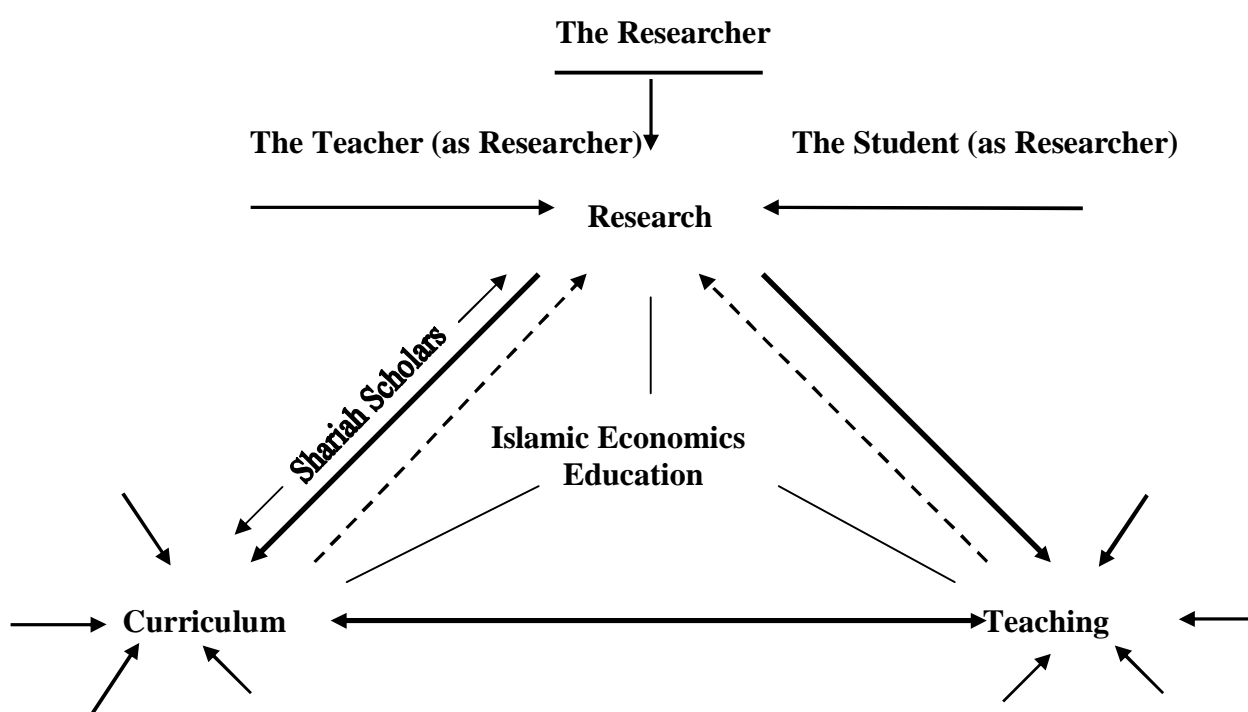 The Researcher
The Teacher (as Researcher)
The Student (as Researcher)
Research
Shariah Scholars
Islamic Economics
Education
Curriculum
Teaching